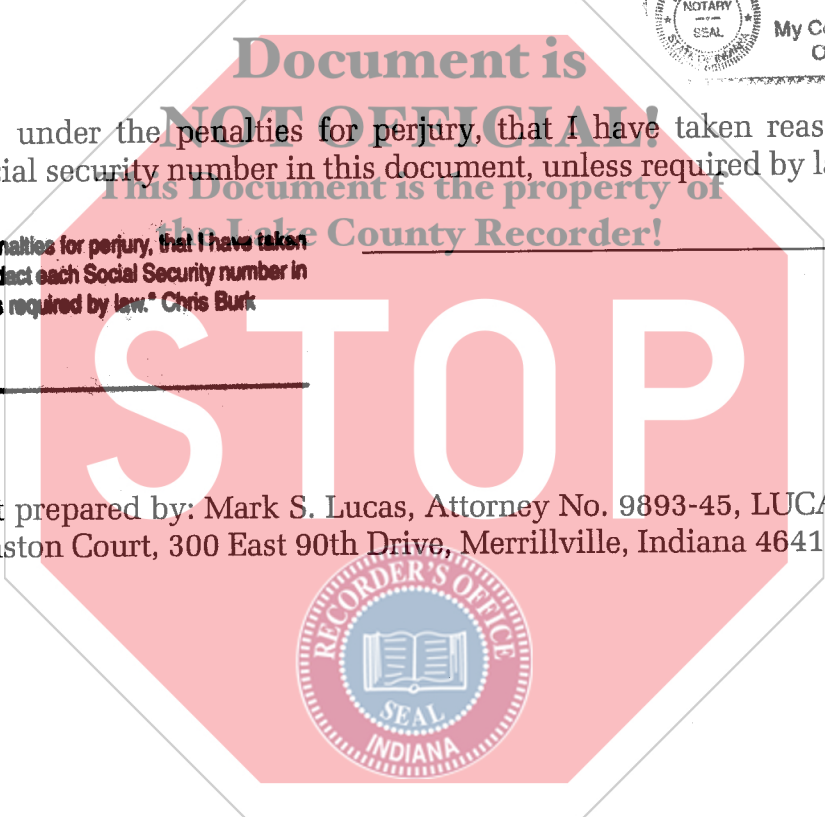 NOTARY
SEAL
My Co
O
Document is
NOT OFFICIAL!
under the penalties for perjury, that I have taken reas
cial security number in this document, unless required by la
This Document is the property of
the Lake County Recorder!
nalties for perjury, that I have taken
dact each Social Security number in
s required by law." Chris Burk
STOP
t prepared by: Mark S. Lucas, Attorney No. 9893-45, LUCA
ston Court, 300 East 90th Drive, Merrillville, Indiana 4641
RECORDER'S OFFICE
SEAL
INDIANA